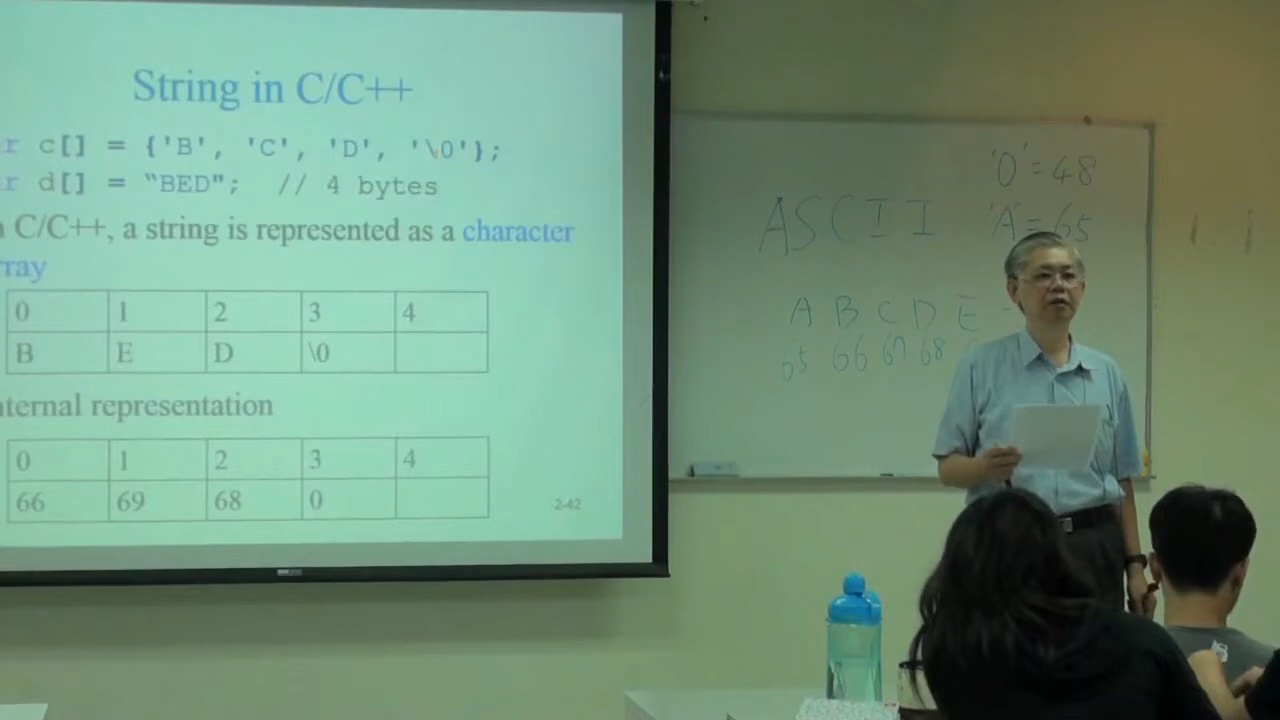 String in C/C++
r c[] = {'B', 'C', 'D', '\0'};
r d[] = "BED"; // 4 bytes
C/C++, a string is represented as a character
rray
0 1 2 3 4
B E D \0
nternal representation
0 1 2 3 4
66 69 68 0
2-42
'0'=48
ASCII 'A'=65
A B C D E
65 66 67 68